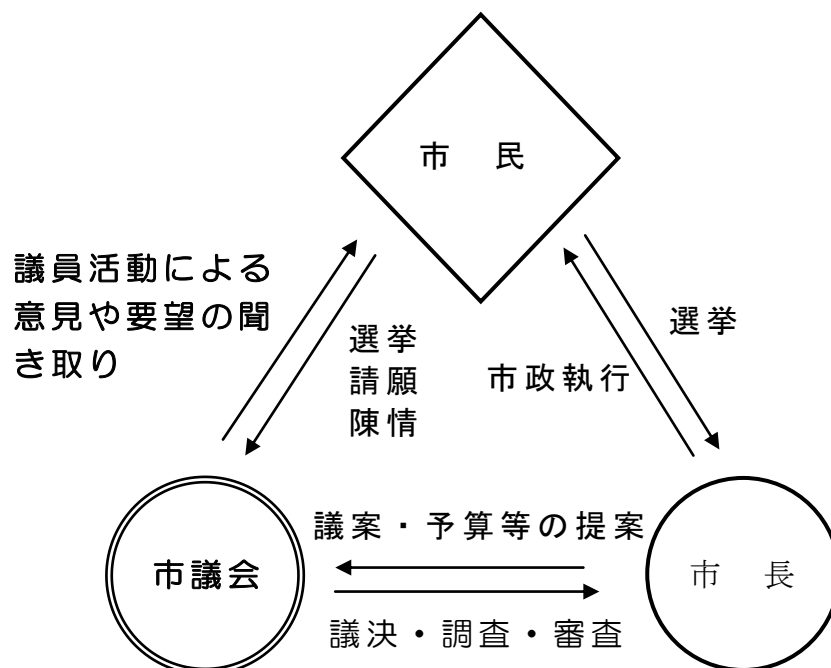 市　民
議員活動による
意見や要望の聞
き取り
選挙
請願
陳情
選挙
市政執行
議案・予算等の提案
市議会
市　長
議決・調査・審査